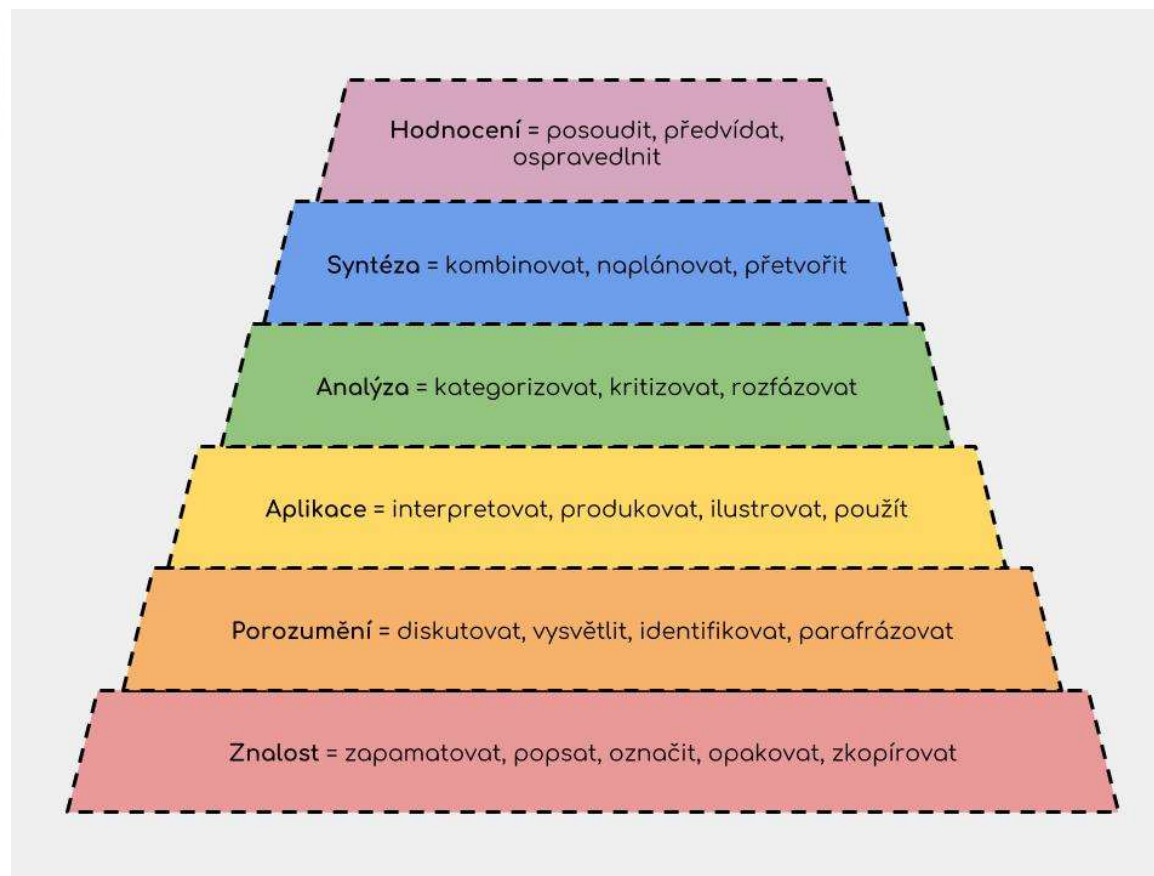 Hodnocení = posoudit, předvídat,
ospravedlnit
Syntéza = kombinovat, naplánovat, přetvořit
Analýza = kategorizovat, kritizovat, rozfázovat
Aplikace = interpretovat, produkovat, ilustrovat, použít
Porozumění = diskutovat, vysvětlit, identifikovat, parafrázovat
Znalost = zapamatovat, popsat, označit, opakovat, zkopírovat